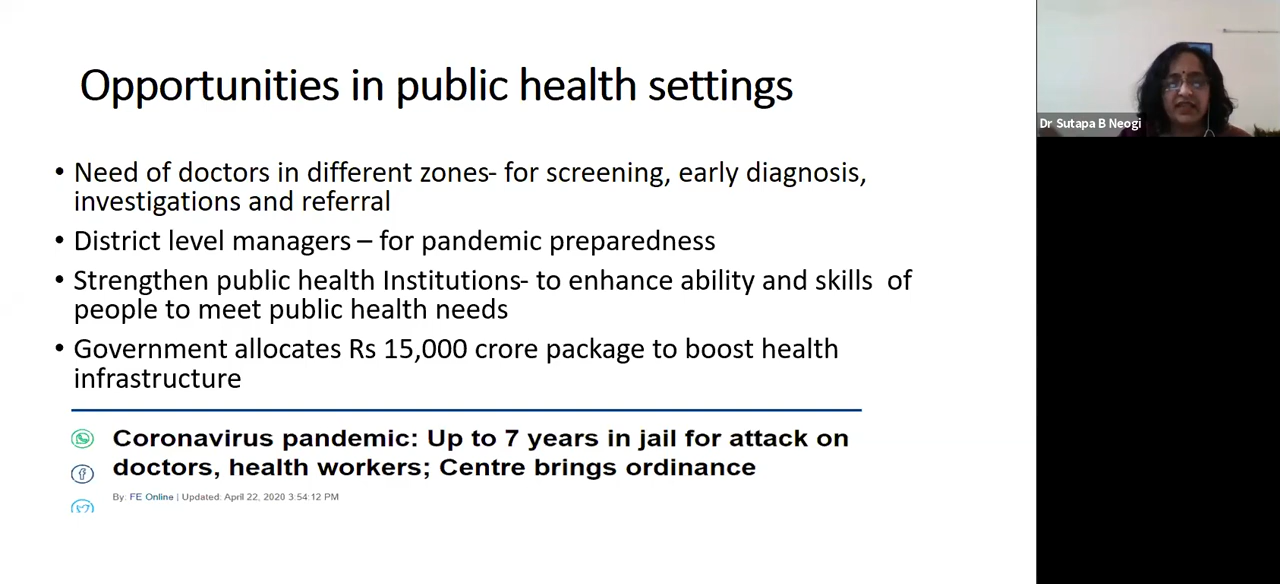 Opportunities in public health settings
Dr Sutapa B Neogi
• Need of doctors in different zones- for screening, early diagnosis,
investigations and referral
• District level managers – for pandemic preparedness
• Strengthen public health Institutions- to enhance ability and skills  of
people to meet public health needs
• Government allocates Rs 15,000 crore package to boost health
infrastructure
Coronavirus pandemic: Up to 7 years in jail for attack on
doctors, health workers; Centre brings ordinance
By: FE Online | Updated: April 22, 2020 3:54:12 PM